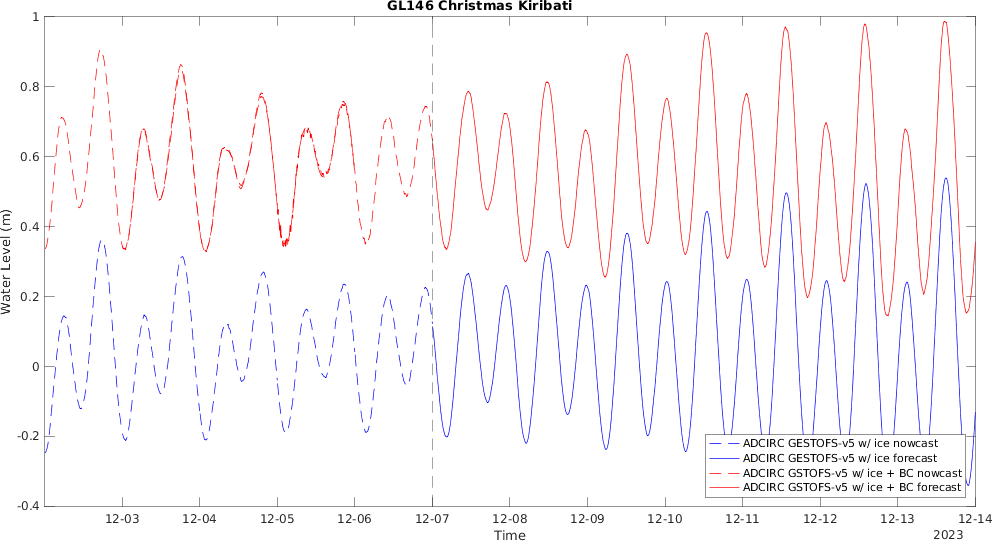 GL146 Christmas Kiribati
1
0.8
0.6
0.4
0.2
0
-0.2
-0.4
Water Level (m)
ADCIRC GESTOFS-v5 w/ ice nowcast
ADCIRC GESTOFS-v5 w/ ice forecast
ADCIRC GSTOFS-v5 w/ ice + BC nowcast
ADCIRC GSTOFS-v5 w/ ice + BC forecast
12-03 12-04 12-05 12-06 12-07 12-08 12-09 12-10 12-11 12-12 12-13 12-14
Time
2023